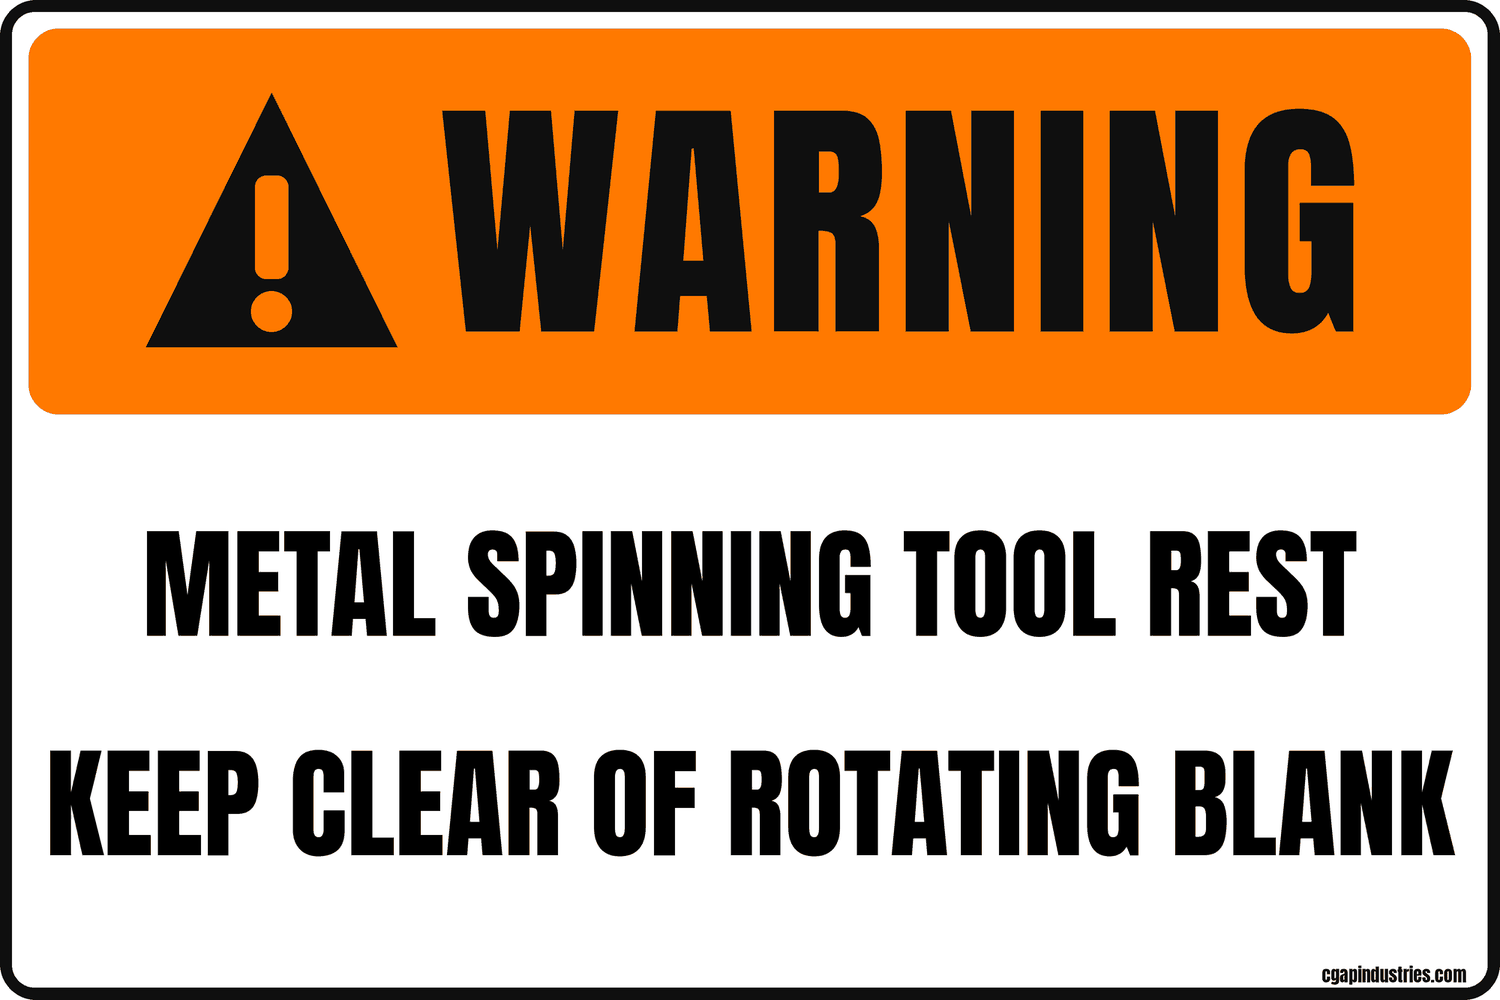 WARNING
METAL SPINNING TOOL REST
KEEP CLEAR OF ROTATING BLANK
cgapindustries.com